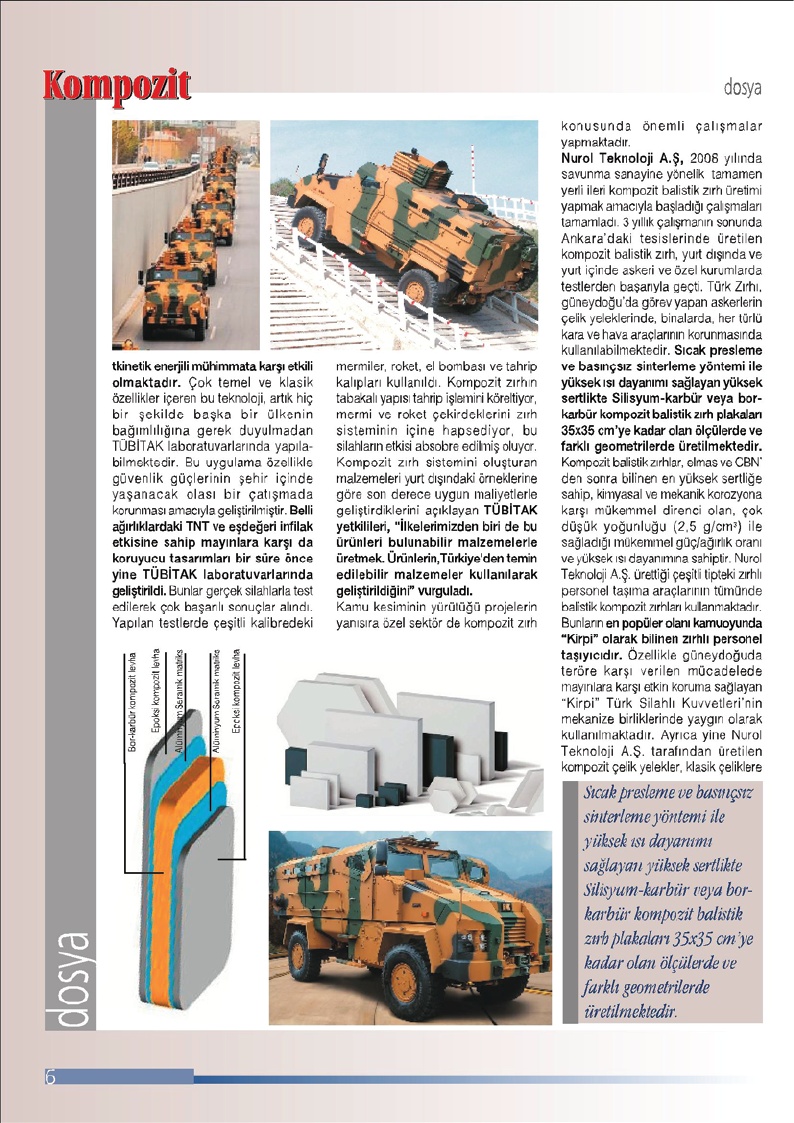 Kompozit
dosya
tkinetik enerjili mühimmata karşı etkili
olmaktadır. Çok temel ve klasik
özellikler içeren bu teknoloji, artık hiç
bir şekilde başka bir ülkenin
bağımlılığına gerek duyulmadan
TÜBİTAK laboratuvarlarında yapıla-
bilmektedir. Bu uygulama özellikle
güvenlik güçlerinin şehir içinde
yaşanacak olası bir çatışmada
korunması amacıyla geliştirilmiştir. Belli
ağırlıklardaki TNT ve eşdeğeri infilak
etkisine sahip mayınlara karşı da
koruyucu tasarımları bir süre önce
yine TÜBİTAK laboratuvarlarında
geliştirildi. Bunlar gerçek silahlarla test
edilerek çok başarılı sonuçlar alındı.
Yapılan testlerde çeşitli kalibredeki
mermiler, roket, el bombası ve tahrip
kalıpları kullanıldı. Kompozit zırhın
tabakalı yapısı tahrip işlemini köreltiyor,
mermi ve roket çekirdeklerini zırh
sisteminin içine hapsediyor, bu
silahların etkisi absobre edilmiş oluyor.
Kompozit zırh sistemini oluşturan
malzemeleri yurt dışındaki örneklerine
göre son derece uygun maliyetlerle
geliştirdiklerini açıklayan TÜBİTAK
yetkilileri, "İlkelerimizden biri de bu
ürünleri bulunabilir malzemelerle
üretmek. Ürünlerin,Türkiye'den temin
edilebilir malzemeler kullanılarak
geliştirildiğini" vurguladı.
Kamu kesiminin yürütüğü projelerin
yanısıra özel sektör de kompozit zırh
konusunda önemli çalışmalar
yapmaktadır.
Nurol Teknoloji A.Ş, 2008 yılında
savunma sanayine yönelik tamamen
yerli ileri kompozit balistik zırh üretimi
yapmak amacıyla başladığı çalışmaları
tamamladı. 3 yıllık çalışmanın sonunda
Ankara'daki tesislerinde üretilen
kompozit balistik zırh, yurt dışında ve
yurt içinde askeri ve özel kurumlarda
testlerden başarıyla geçti. Türk Zırhı,
güneydoğu'da görev yapan askerlerin
çelik yeleklerinde, binalarda, her türlü
kara ve hava araçlarının korunmasında
kullanılabilmektedir. Sıcak presleme
ve basınçsız sinterleme yöntemi ile
yüksek ısı dayanımı sağlayan yüksek
sertlikte Silisyum-karbür veya bor-
karbür kompozit balistik zırh plakaları
35x35 cm'ye kadar olan ölçülerde ve
farklı geometrilerde üretilmektedir.
Kompozit balistik zırhlar, elmas ve CBN'
den sonra bilinen en yüksek sertliğe
sahip, kimyasal ve mekanik korozyona
karşı mükemmel direnci olan, çok
düşük yoğunluğu (2,5 g/cm³) ile
sağladığı mükemmel güç/ağırlık oranı
ve yüksek ısı dayanımına sahiptir. Nurol
Teknoloji A.Ş. ürettiği çeşitli tipteki zırhlı
personel taşıma araçlarının tümünde
balistik kompozit zırhları kullanmaktadır.
Bunların en popüler olanı kamuoyunda
"Kirpi" olarak bilinen zırhlı personel
taşıyıcıdır. Özellikle güneydoğuda
teröre karşı verilen mücadelede
mayınlara karşı etkin koruma sağlayan
"Kirpi" Türk Silahlı Kuvvetleri'nin
mekanize birliklerinde yaygın olarak
kullanılmaktadır. Ayrıca yine Nurol
Teknoloji A.Ş. tarafından üretilen
kompozit çelik yelekler, klasik çeliklere
Bor-karbür kompozit levha
Epoksi kompozit levha
Alüminyum Seramik matriks
Alüminyum Seramik matriks
Epoksi kompozit levha
Sıcak presleme ve basınçsız
sinterleme yöntemi ile
yüksek ısı dayanımı
sağlayan yüksek sertlikte
Silisyum-karbür veya bor-
karbür kompozit balistik
zırh plakaları 35x35 cm'ye
kadar olan ölçülerde ve
farklı geometrilerde
üretilmektedir.
dosya
6